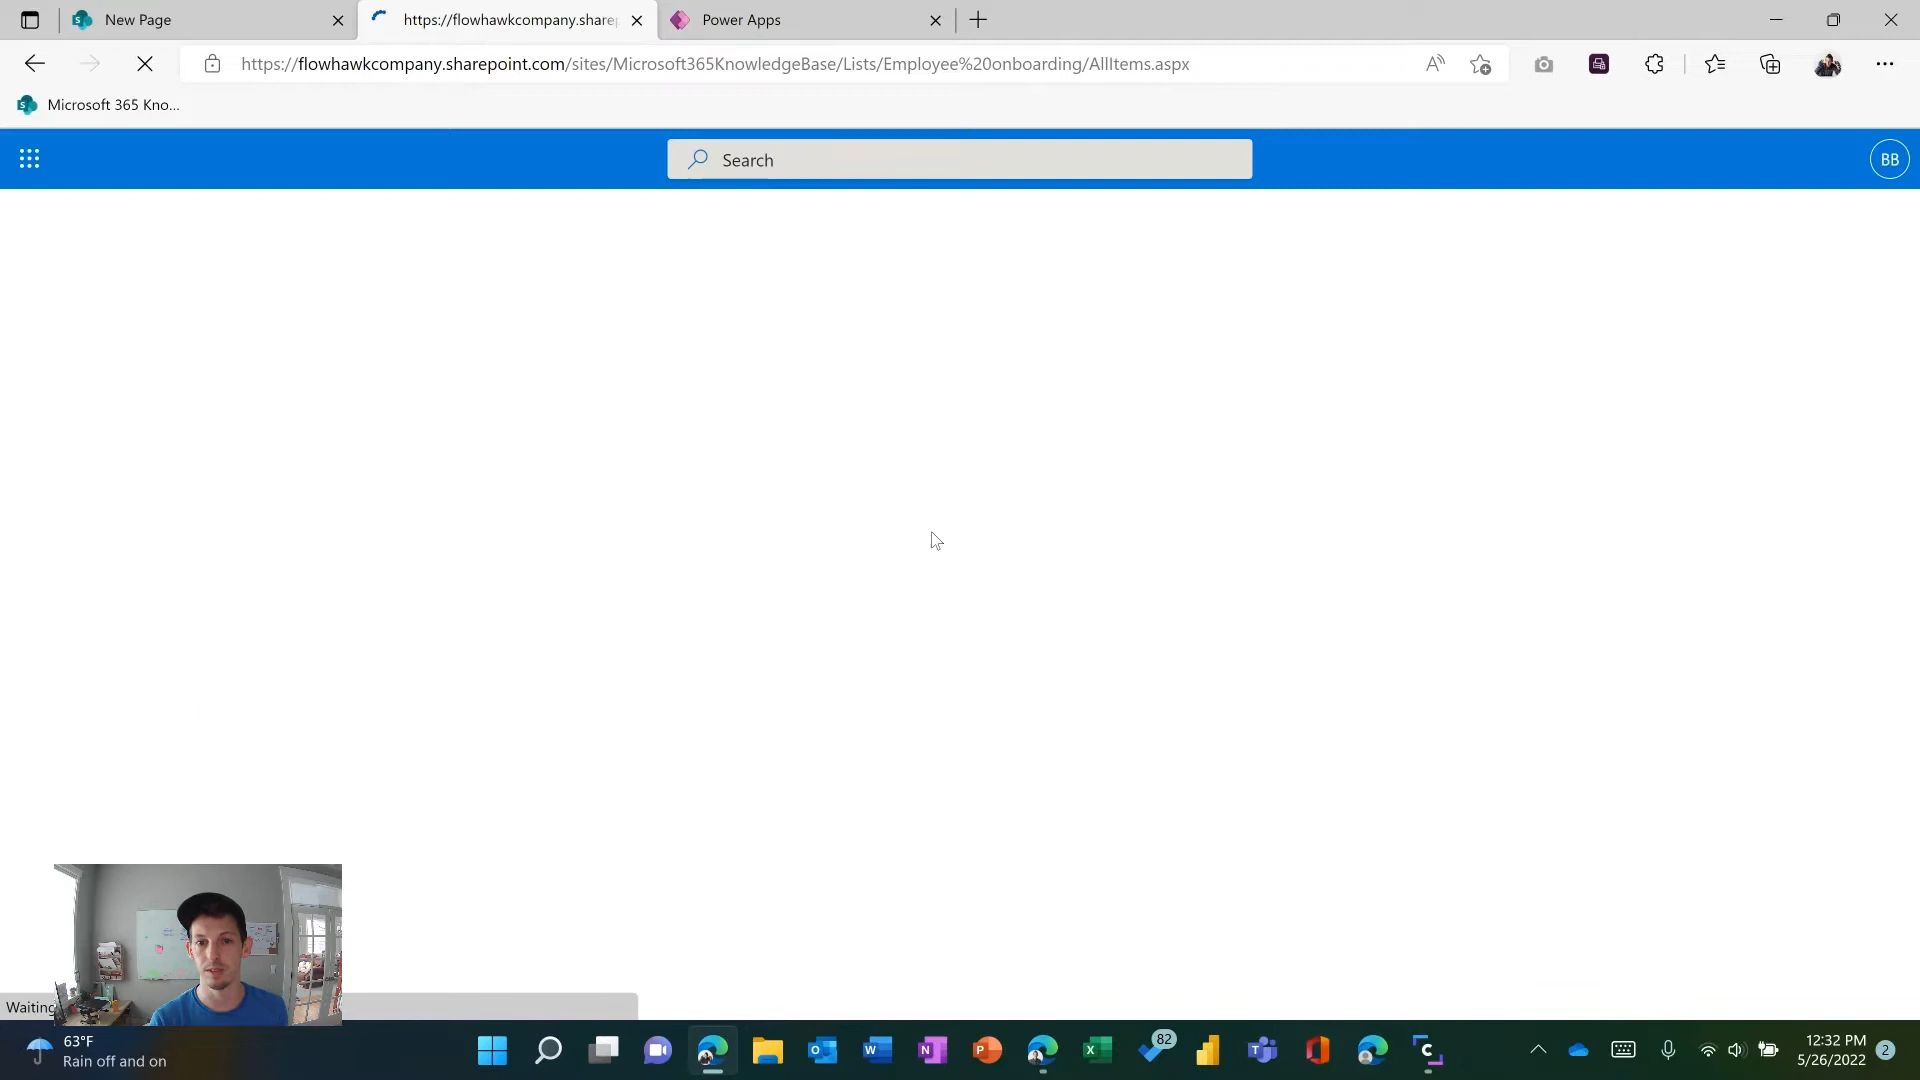 New Page
https://flowhawkcompany.sharep
Power Apps
https://flowhawkcompany.sharepoint.com/sites/Microsoft365KnowledgeBase/Lists/Employee%20onboarding/AllItems.aspx
Microsoft 365 Kno...
Search
BB
Waiting
63°F
Rain off and on
82
12:32 PM
5/26/2022
2